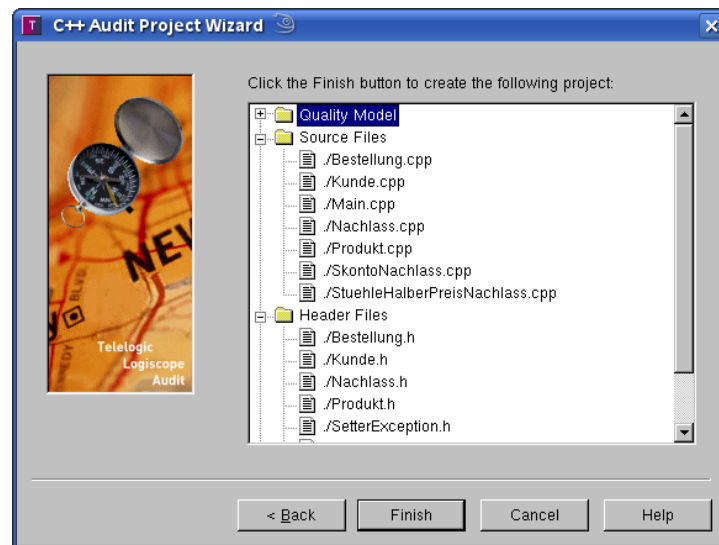 T C++ Audit Project Wizard
Click the Finish button to create the following project:
Quality Model
Source Files
./Bestellung.cpp
./Kunde.cpp
./Main.cpp
./Nachlass.cpp
./Produkt.cpp
./SkontoNachlass.cpp
./StuehleHalberPreisNachlass.cpp
Header Files
./Bestellung.h
./Kunde.h
./Nachlass.h
./Produkt.h
./SetterException.h
NEW
BLVD.
Telelogic
Logiscope
Audit
< Back
Finish
Cancel
Help